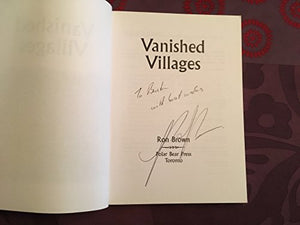 Vanished
Villages
To
with best wishes
Ron Brown
Polar Bear Press
Toronto